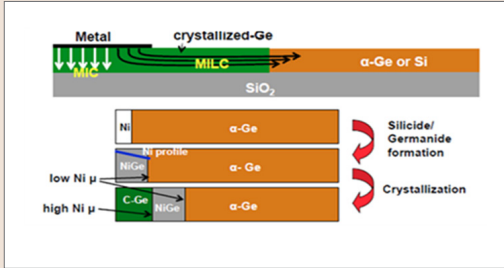 Metal
crystallized-Ge
MIC
MILC
α-Ge or Si
SiO₂
Ni
α-Ge
Silicide/
Germanide
formation
Ni profile
NiGe
α- Ge
low Ni μ
Crystallization
high Ni μ
C-Ge
NiGe
α-Ge